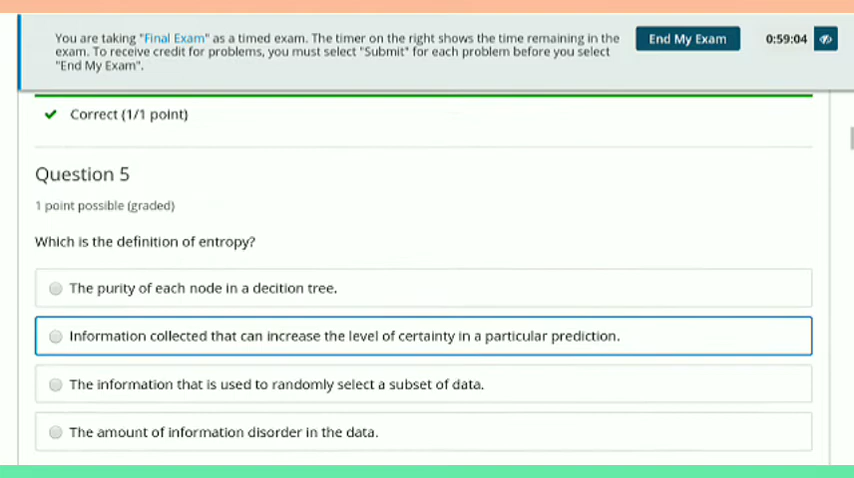 You are taking "Final Exam" as a timed exam. The timer on the right shows the time remaining in the
exam. To receive credit for problems, you must select "Submit" for each problem before you select
"End My Exam".
End My Exam
0:59:04
Correct (1/1 point)
Question 5
1 point possible (graded)
Which is the definition of entropy?
The purity of each node in a decition tree.
Information collected that can increase the level of certainty in a particular prediction.
The information that is used to randomly select a subset of data.
The amount of information disorder in the data.